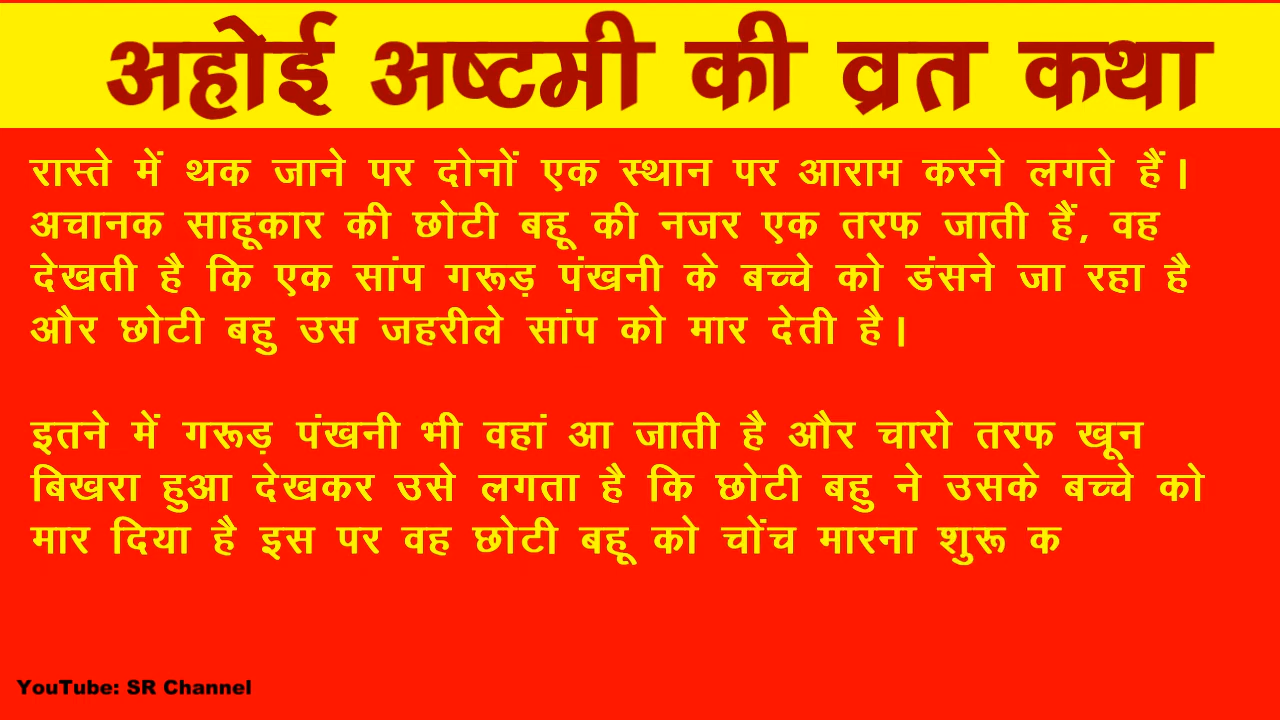 अहोई अष्टमी की व्रत कथा
रास्ते में थक जाने पर दोनों एक स्थान पर आराम करने लगते हैं।
अचानक साहूकार की छोटी बहू की नजर एक तरफ जाती हैं, वह
देखती है कि एक सांप गरूड़ पंखनी के बच्चे को डंसने जा रहा है
और छोटी बहु उस जहरीले सांप को मार देती है।
इतने में गरूड़ पंखनी भी वहां आ जाती है और चारो तरफ खून
बिखरा हुआ देखकर उसे लगता है कि छोटी बहु ने उसके बच्चे को
मार दिया है इस पर वह छोटी बहू को चोंच मारना शुरू क
YouTube: SR Channel